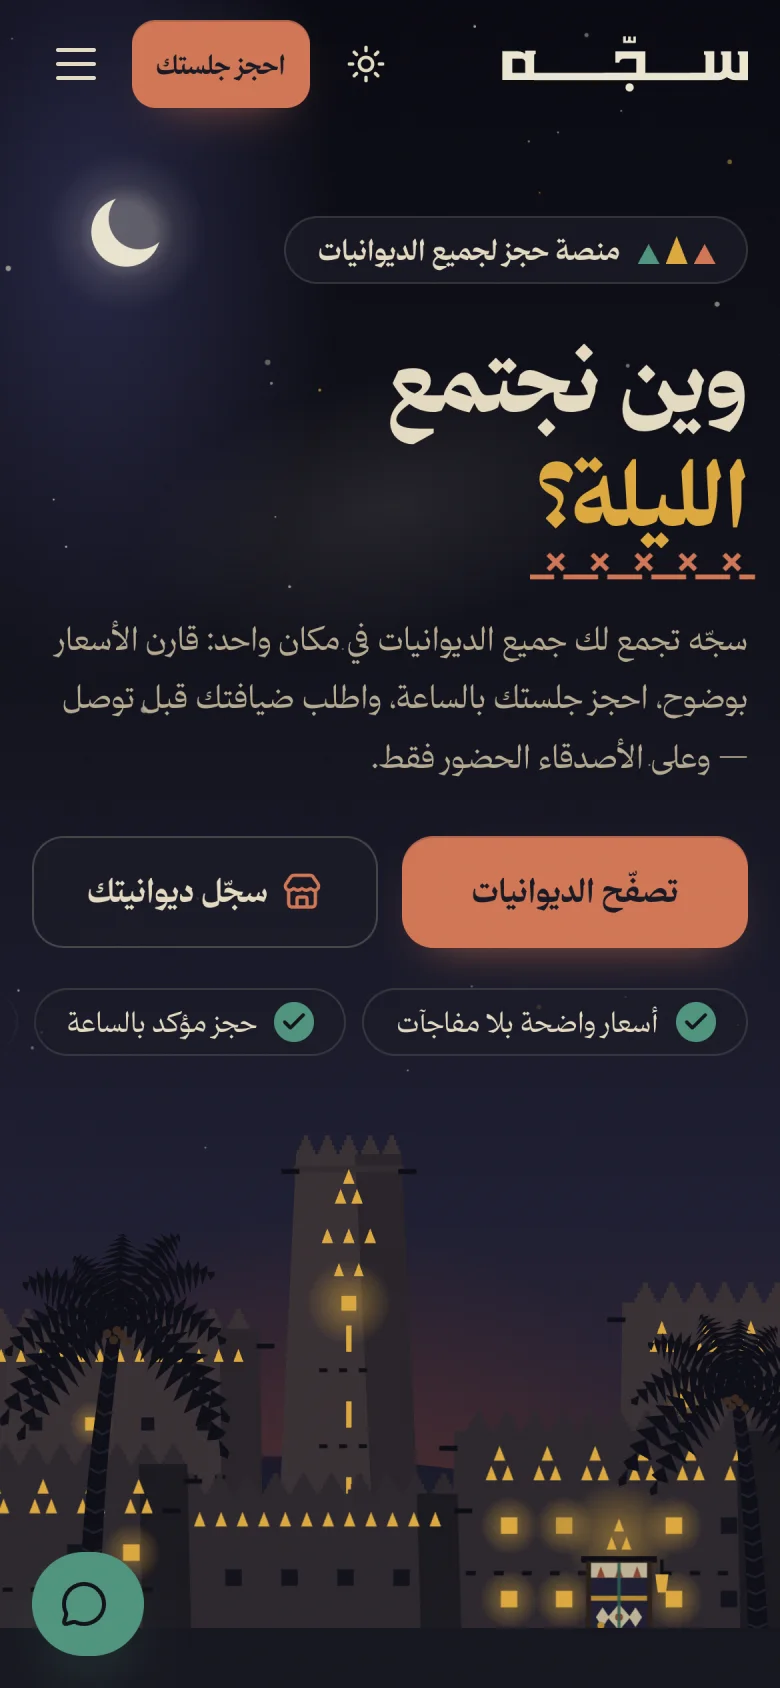 سجّه
احجز جلستك
منصة حجز لجميع الديوانيات
وين نجتمع
الليلة؟
سجّه تجمع لك جميع الديوانيات في مكان واحد: قارن الأسعار
بوضوح، احجز جلستك بالساعة، واطلب ضيافتك قبل توصل
— وعلى الأصدقاء الحضور فقط.
تصفّح الديوانيات
سجّل ديوانيتك
أسعار واضحة بلا مفاجآت
حجز مؤكد بالساعة